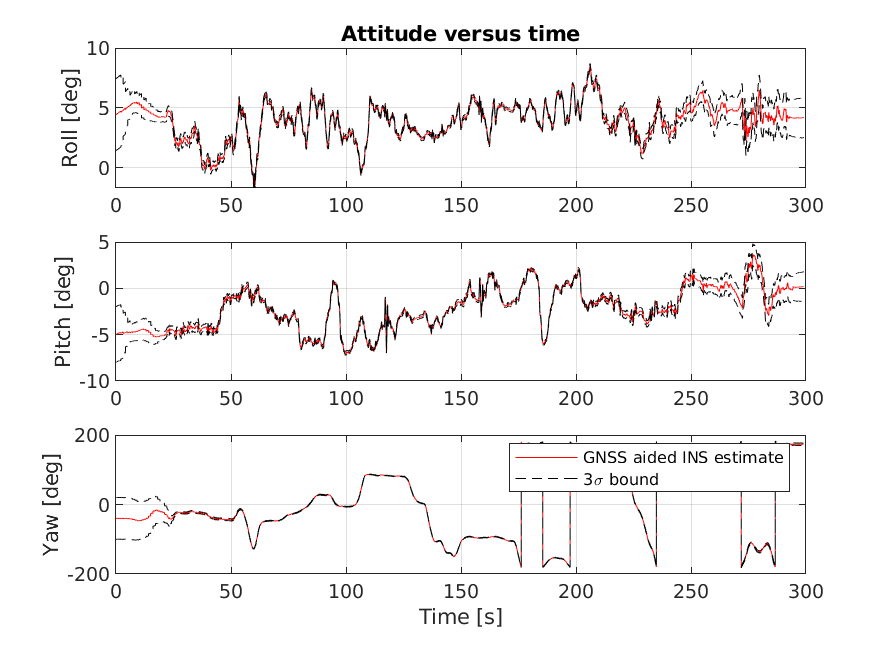 Attitude versus time
Roll [deg]
10
5
0
0 50 100 150 200 250 300
Pitch [deg]
5
0
-5
-10
0 50 100 150 200 250 300
Yaw [deg]
200
0
-200
GNSS aided INS estimate
3σ bound
0 50 100 150 200 250 300
Time [s]